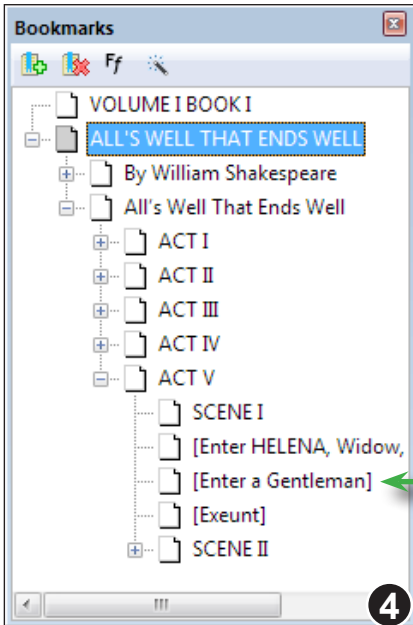 Bookmarks
Ff
VOLUME I BOOK I
ALL'S WELL THAT ENDS WELL
By William Shakespeare
All's Well That Ends Well
ACT I
ACT II
ACT III
ACT IV
ACT V
SCENE I
[Enter HELENA, Widow,
[Enter a Gentleman]
[Exeunt]
SCENE II
4